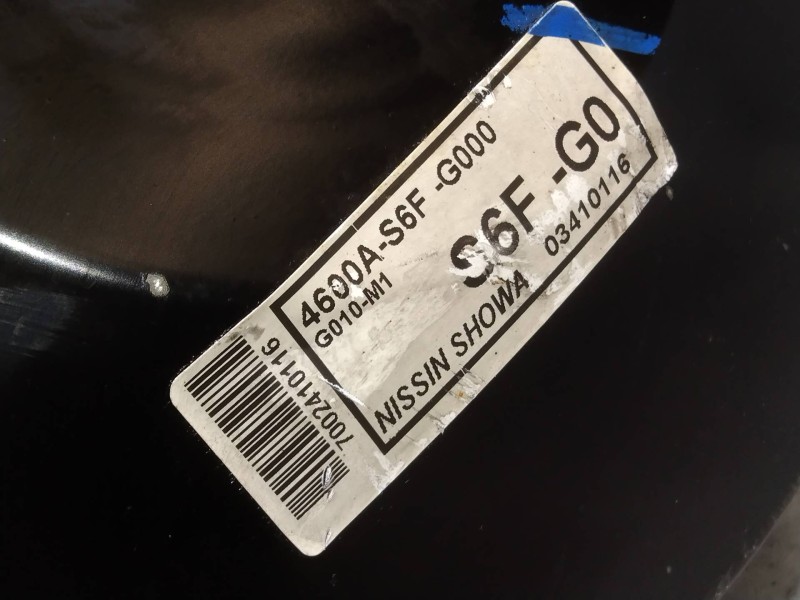 4600A-S6F -G000
G010-M1
S6F -G0
NISSIN SHOWA 03410116
7002410116